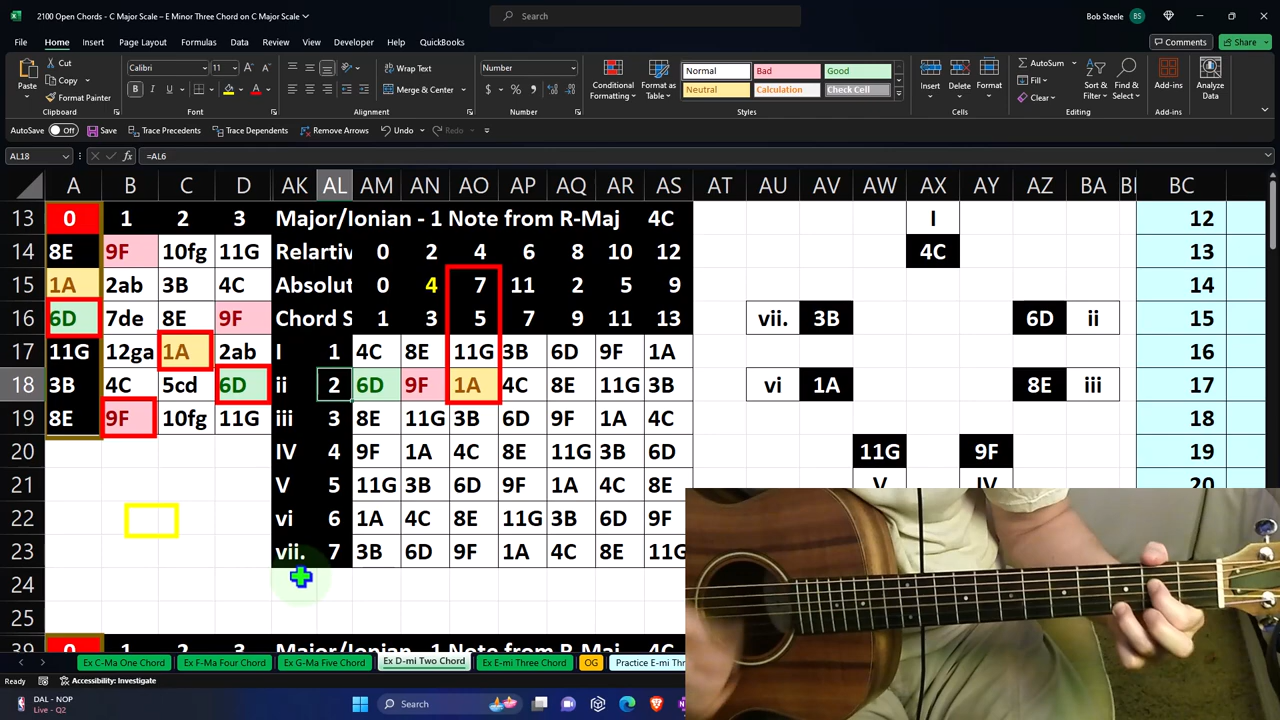 2100 Open Chords - C Major Scale – E Minor Three Chord on C Major Scale
Search
Bob Steele BS
File Home Insert Page Layout Formulas Data Review View Developer Help QuickBooks
Comments Share
Paste
Cut
Copy
Format Painter
Clipboard
Calibri 11
B I U
Font
Wrap Text
Merge & Center
Alignment
Number
Number
Conditional Formatting
Format as Table
Normal Bad Good
Neutral Calculation Check Cell
Styles
Insert Delete Format
Cells
AutoSum
Fill
Clear
Sort & Filter
Find & Select
Editing
Add-ins
Add-ins
Analyze Data
AutoSave Off Save Trace Precedents Trace Dependents Remove Arrows Undo Redo
AL18 fx =AL6
A B C D AK AL AM AN AO AP AQ AR AS AT AU AV AW AX AY AZ BA BC
13 0 1 2 3 Major/Ionian - 1 Note from R-Maj 4C I 12
14 8E 9F 10fg 11G Relartiv 0 2 4 6 8 10 12 4C 13
15 1A 2ab 3B 4C Absolut 0 4 7 11 2 5 9 14
16 6D 7de 8E 9F Chord S 1 3 5 7 9 11 13 vii. 3B 6D ii 15
17 11G 12ga 1A 2ab I 1 4C 8E 11G 3B 6D 9F 1A 16
18 3B 4C 5cd 6D ii 2 6D 9F 1A 4C 8E 11G 3B vi 1A 8E iii 17
19 8E 9F 10fg 11G iii 3 8E 11G 3B 6D 9F 1A 4C 18
20 IV 4 9F 1A 4C 8E 11G 3B 6D 11G 9F 19
21 V 5 11G 3B 6D 9F 1A 4C 8E V IV 20
22 vi 6 1A 4C 8E 11G 3B 6D 9F
23 vii. 7 3B 6D 9F 1A 4C 8E 11G
24
25
Ex C-Ma One Chord Ex F-Ma Four Chord Ex G-Ma Five Chord Ex D-mi Two Chord Ex E-mi Three Chord OG Practice E-mi Thr
Ready Accessibility: Investigate
DAL - NOP
Live - Q2
Search